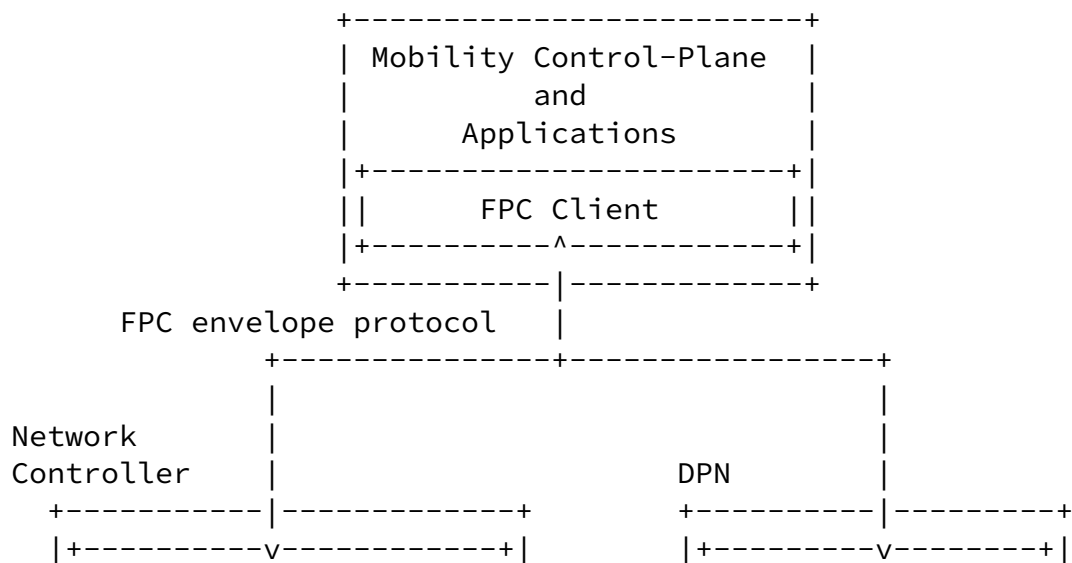 Mobility Control-Plane
and
Applications
FPC Client
FPC envelope protocol
Network
Controller DPN